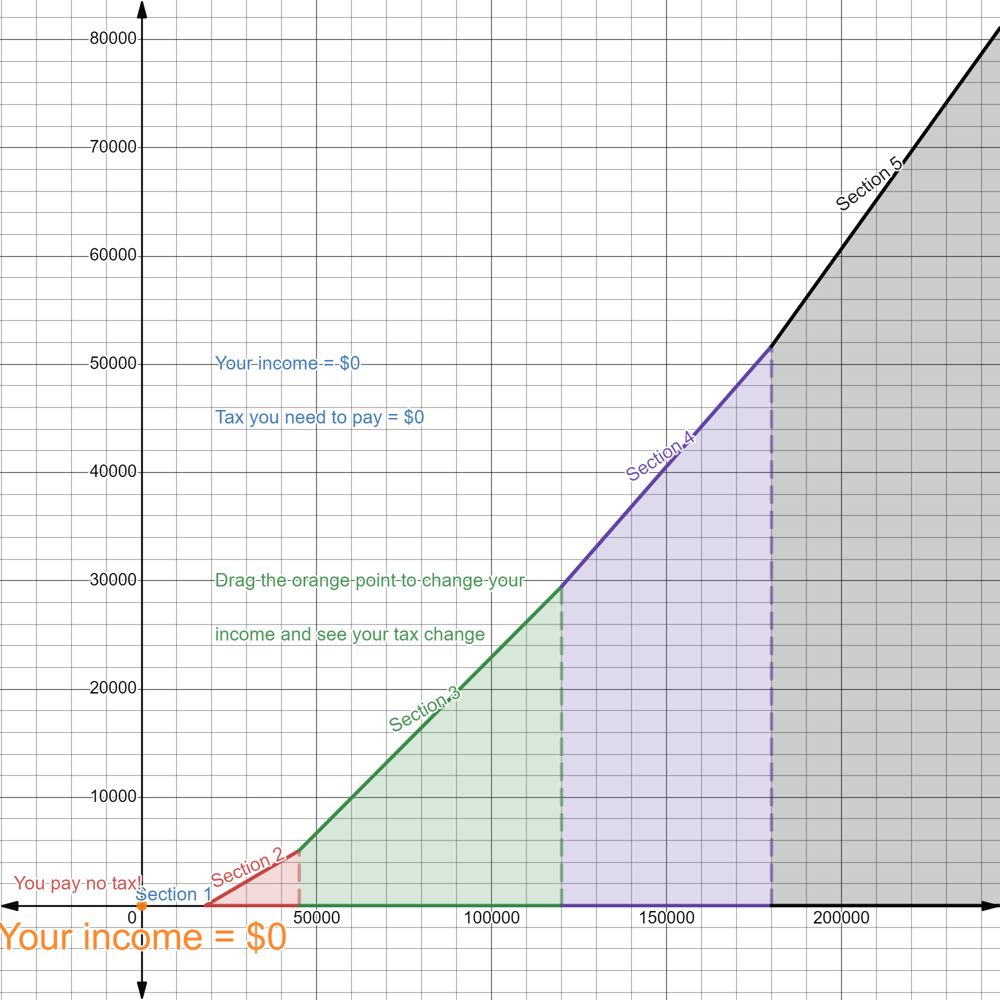 80000
70000
Section 5
60000
50000
Your income = $0
Tax you need to pay = $0
Section 4
40000
30000
Drag the orange point to change your
income and see your tax change
Section 3
20000
10000
Section 2
You pay no tax!
Section 1
0
50000
100000
150000
200000
Your income = $0